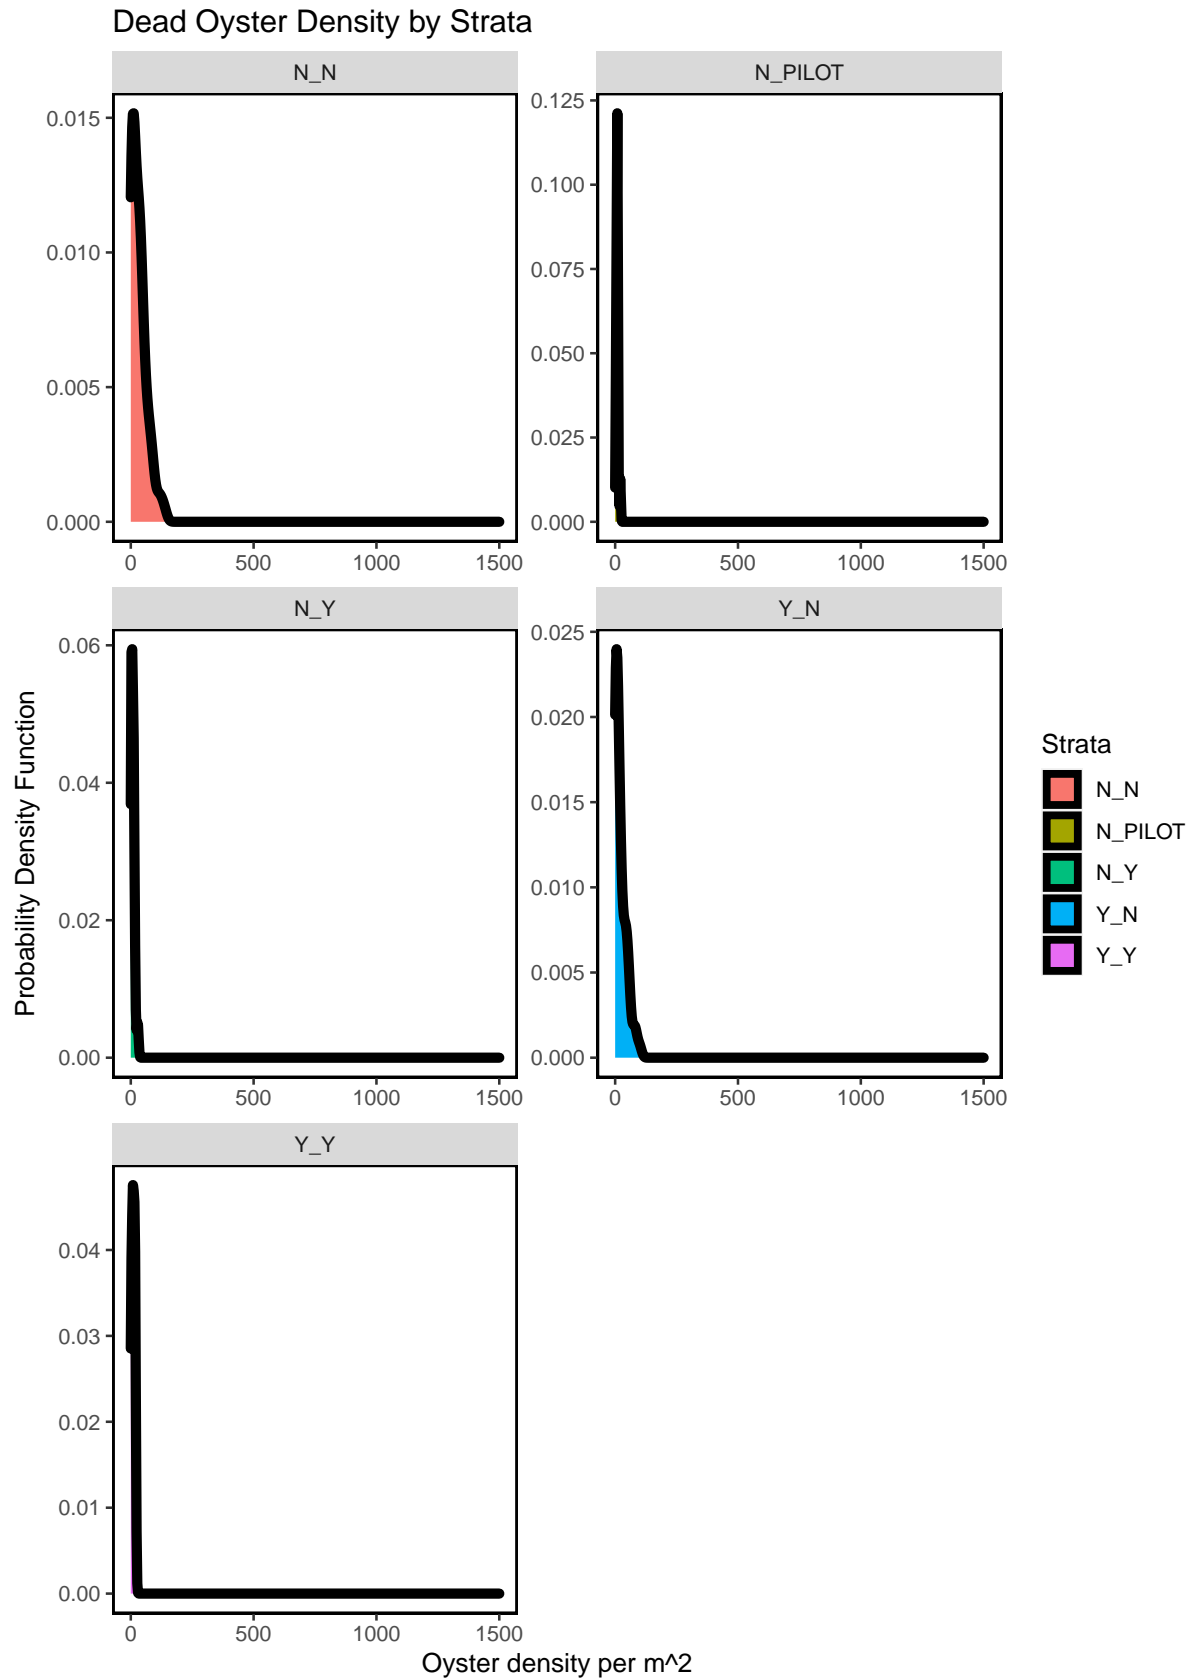 Dead Oyster Density by Strata
N_N
0.015
0.010
0.005
0.000
0 500 1000 1500
N_PILOT
0.125
0.100
0.075
0.050
0.025
0.000
0 500 1000 1500
N_Y
0.06
0.04
0.02
0.00
0 500 1000 1500
Y_N
0.025
0.020
0.015
0.010
0.005
0.000
0 500 1000 1500
Y_Y
0.04
0.03
0.02
0.01
0.00
0 500 1000 1500
Probability Density Function
Oyster density per m^2
Strata
N_N
N_PILOT
N_Y
Y_N
Y_Y